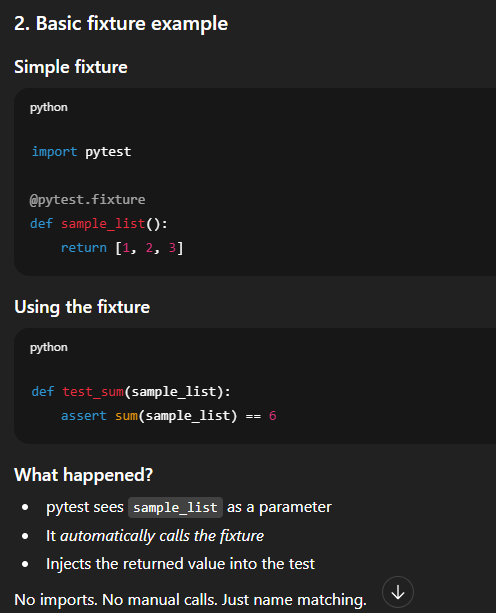 2. Basic fixture example
Simple fixture
python
import pytest
@pytest.fixture
def sample_list():
    return [1, 2, 3]
Using the fixture
python
def test_sum(sample_list):
    assert sum(sample_list) == 6
What happened?
• pytest sees sample_list as a parameter
• It automatically calls the fixture
• Injects the returned value into the test
No imports. No manual calls. Just name matching.